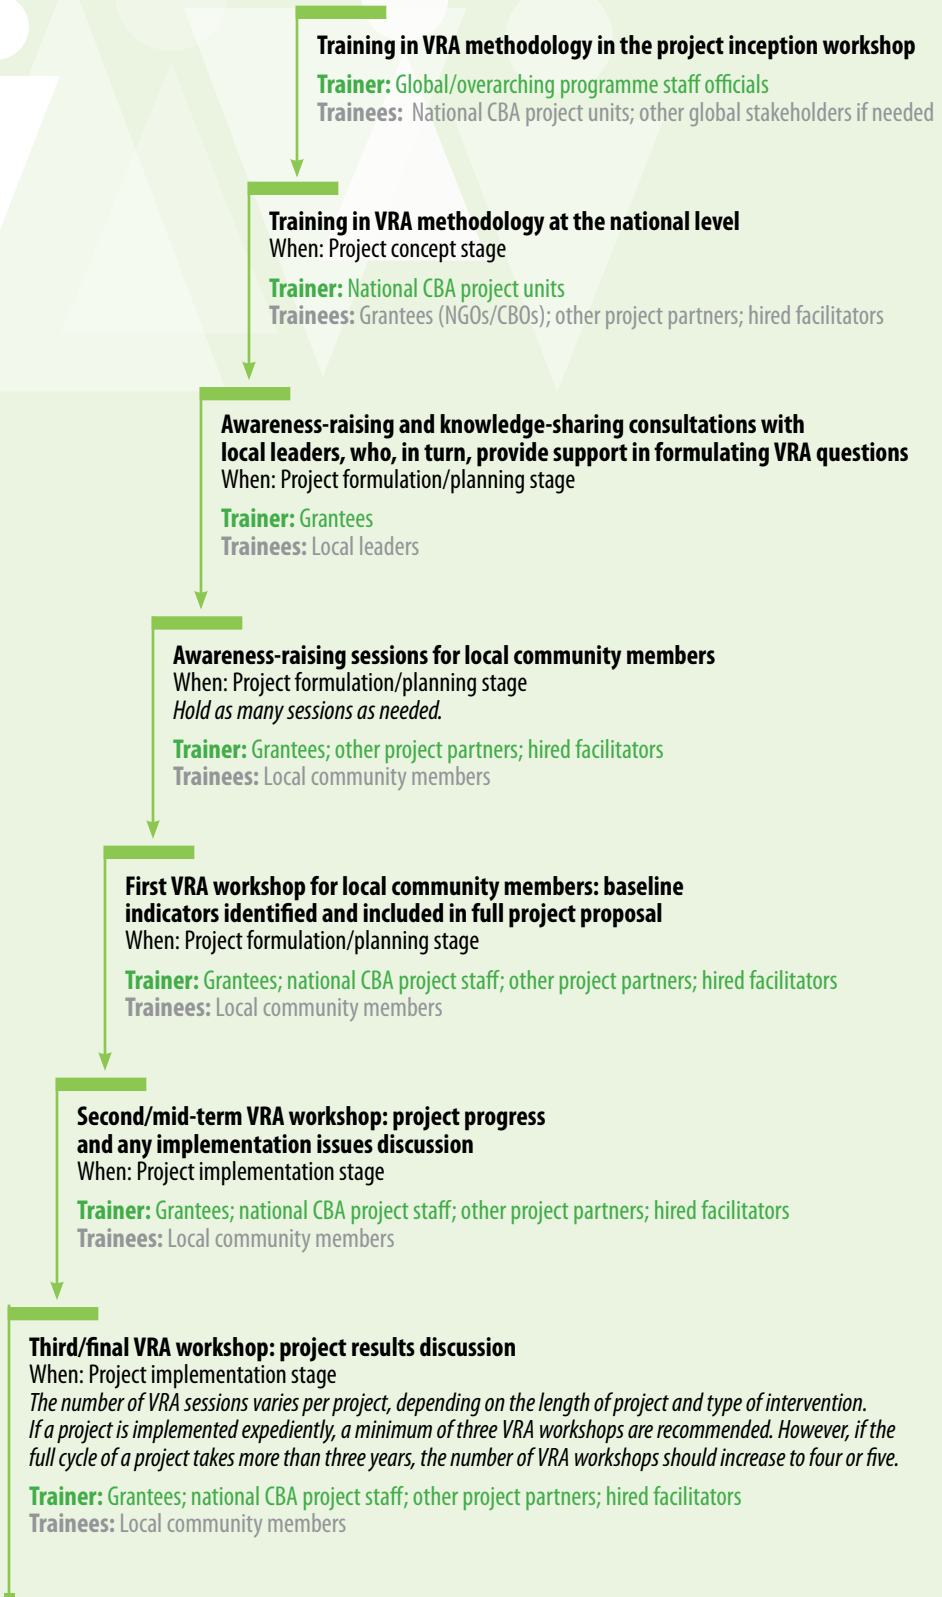 Training in VRA methodology in the project inception workshop
Trainer: Global/overarching programme staff officials
Trainees: National CBA project units; other global stakeholders if needed
Training in VRA methodology at the national level
When: Project concept stage
Trainer: National CBA project units
Trainees: Grantees (NGOs/CBOs); other project partners; hired facilitators
Awareness-raising and knowledge-sharing consultations with
local leaders, who, in turn, provide support in formulating VRA questions
When: Project formulation/planning stage
Trainer: Grantees
Trainees: Local leaders
Awareness-raising sessions for local community members
When: Project formulation/planning stage
Hold as many sessions as needed.
Trainer: Grantees; other project partners; hired facilitators
Trainees: Local community members
First VRA workshop for local community members: baseline
indicators identified and included in full project proposal
When: Project formulation/planning stage
Trainer: Grantees; national CBA project staff; other project partners; hired facilitators
Trainees: Local community members
Second/mid-term VRA workshop: project progress
and any implementation issues discussion
When: Project implementation stage
Trainer: Grantees; national CBA project staff; other project partners; hired facilitators
Trainees: Local community members
Third/final VRA workshop: project results discussion
When: Project implementation stage
The number of VRA sessions varies per project, depending on the length of project and type of intervention.
If a project is implemented expediently, a minimum of three VRA workshops are recommended. However, if the
full cycle of a project takes more than three years, the number of VRA workshops should increase to four or five.
Trainer: Grantees; national CBA project staff; other project partners; hired facilitators
Trainees: Local community members